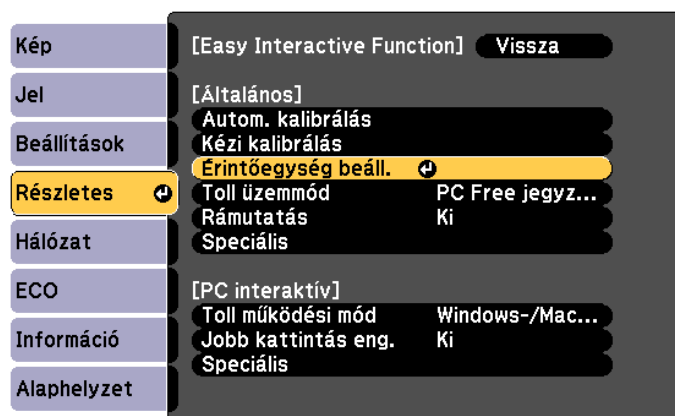 Kép
Jel
Beállítások
Részletes
Hálózat
ECO
Információ
Alaphelyzet
[Easy Interactive Function] Vissza
[Általános]
Autom. kalibrálás
Kézi kalibrálás
Érintőegység beáll.
Toll üzemmód PC Free jegyz...
Rámutatás Ki
Speciális
[PC interaktív]
Toll működési mód Windows-/Mac...
Jobb kattintás eng. Ki
Speciális